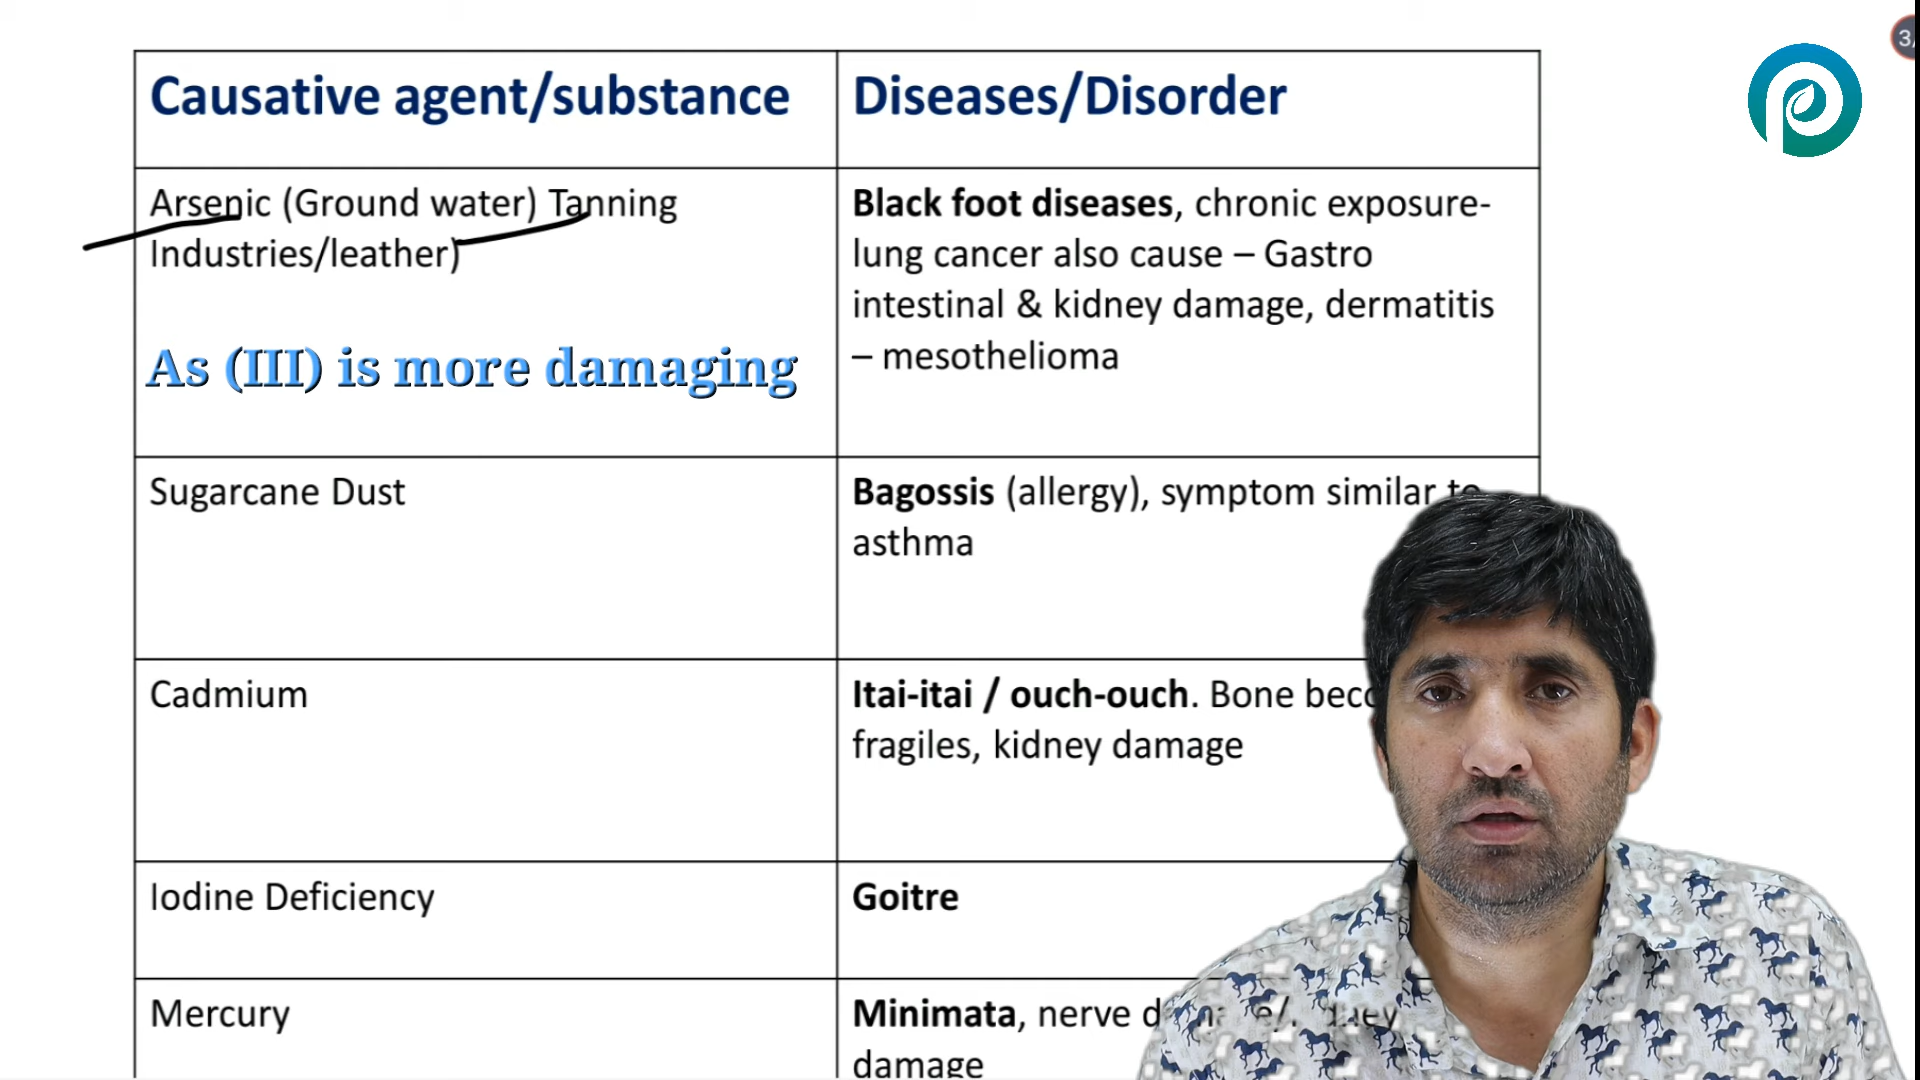 Causative agent/substance
Diseases/Disorder
Arsenic (Ground water) Tanning
Industries/leather)
As (III) is more damaging
Black foot diseases, chronic exposure-
lung cancer also cause – Gastro
intestinal & kidney damage, dermatitis
– mesothelioma
Sugarcane Dust
Bagossis (allergy), symptom similar to
asthma
Cadmium
Itai-itai / ouch-ouch. Bone
fragiles, kidney damage
Iodine Deficiency
Goitre
Mercury
Minimata, nerve
damage